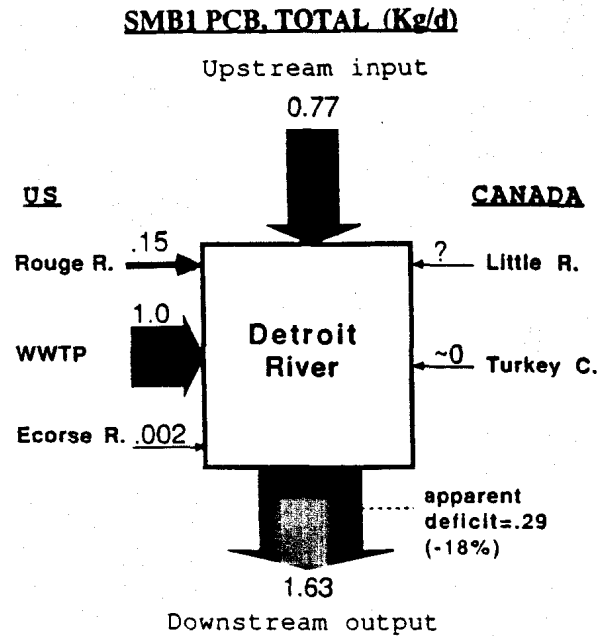 SMB1 PCB, TOTAL (Kg/d)
Upstream input
0.77
US
CANADA
Rouge R.
.15
?
Little R.
WWTP
1.0
Detroit
River
~0
Turkey C.
Ecorse R.
.002
apparent
deficit=.29
(-18%)
1.63
Downstream output